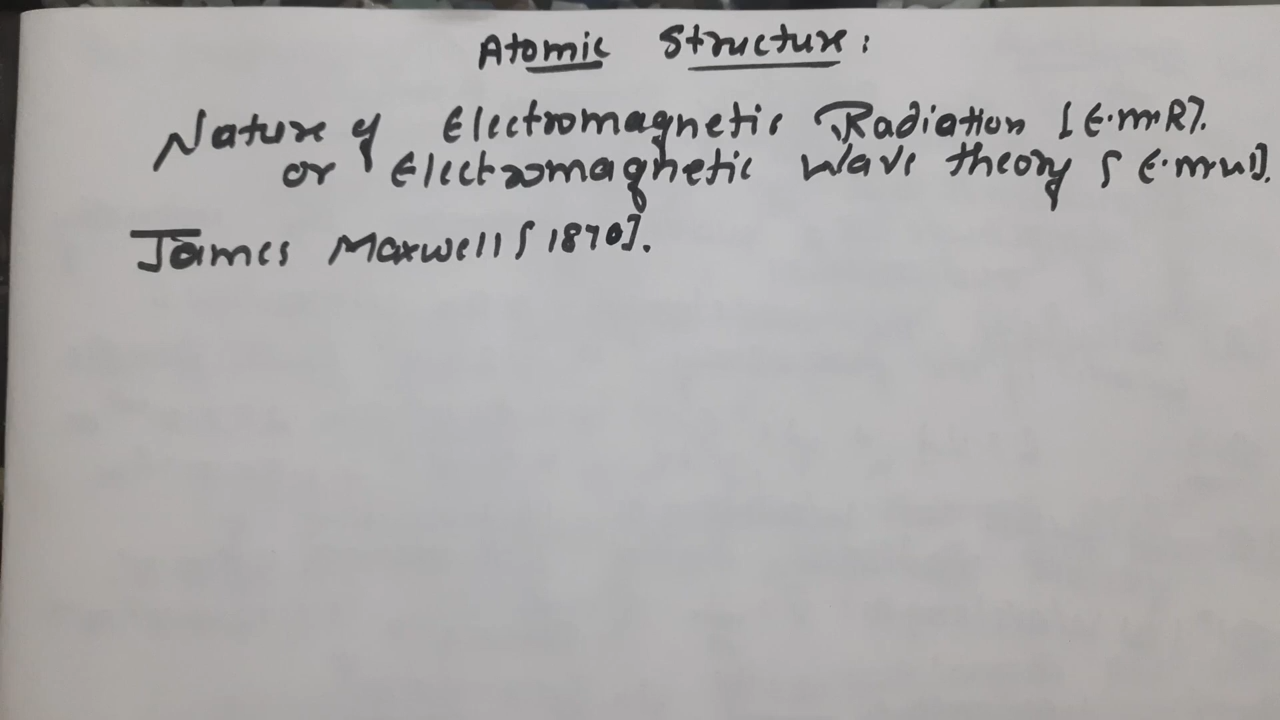 Atomic Structure:
Nature of Electromagnetic Radiation [E.m.R].
or Electromagnetic Wave theory [E.m.w].
James Maxwell [1870].